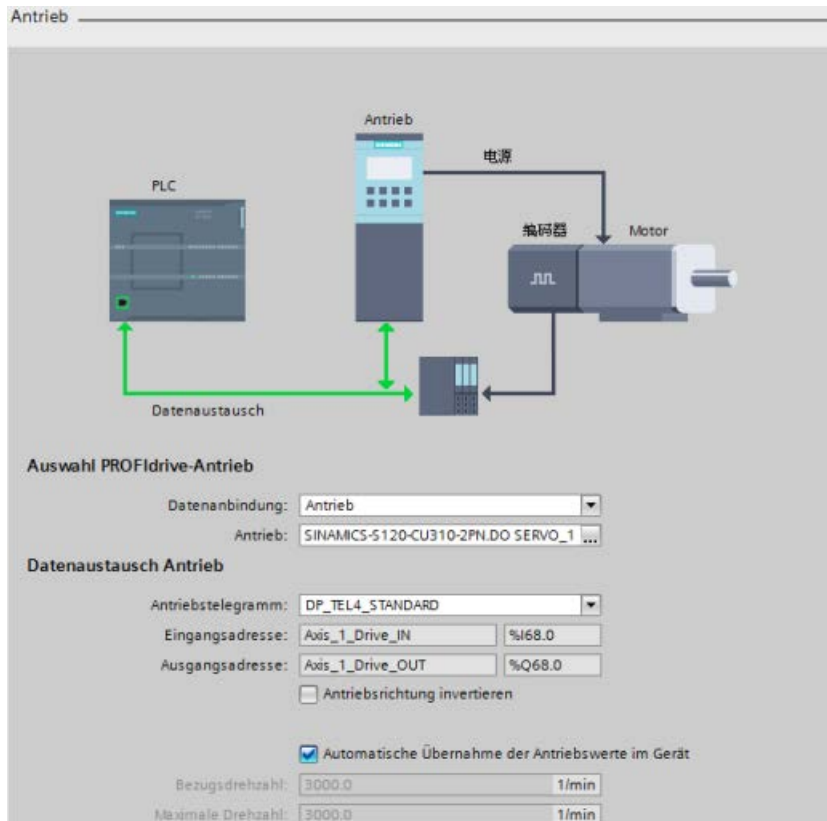 Antrieb
Antrieb
电源
PLC
编码器 Motor
Datenaustausch
Auswahl PROFIdrive-Antrieb
Datenanbindung: Antrieb
Antrieb: SINAMICS-S120-CU310-2PN.DO SERVO_1 ...
Datenaustausch Antrieb
Antriebstelegramm: DP_TEL4_STANDARD
Eingangsadresse: Axis_1_Drive_IN %I68.0
Ausgangsadresse: Axis_1_Drive_OUT %Q68.0
Antriebsrichtung invertieren
Automatische Übernahme der Antriebswerte im Gerät
Bezugsdrehzahl: 3000.0 1/min
Maximale Drehzahl: 3000.0 1/min